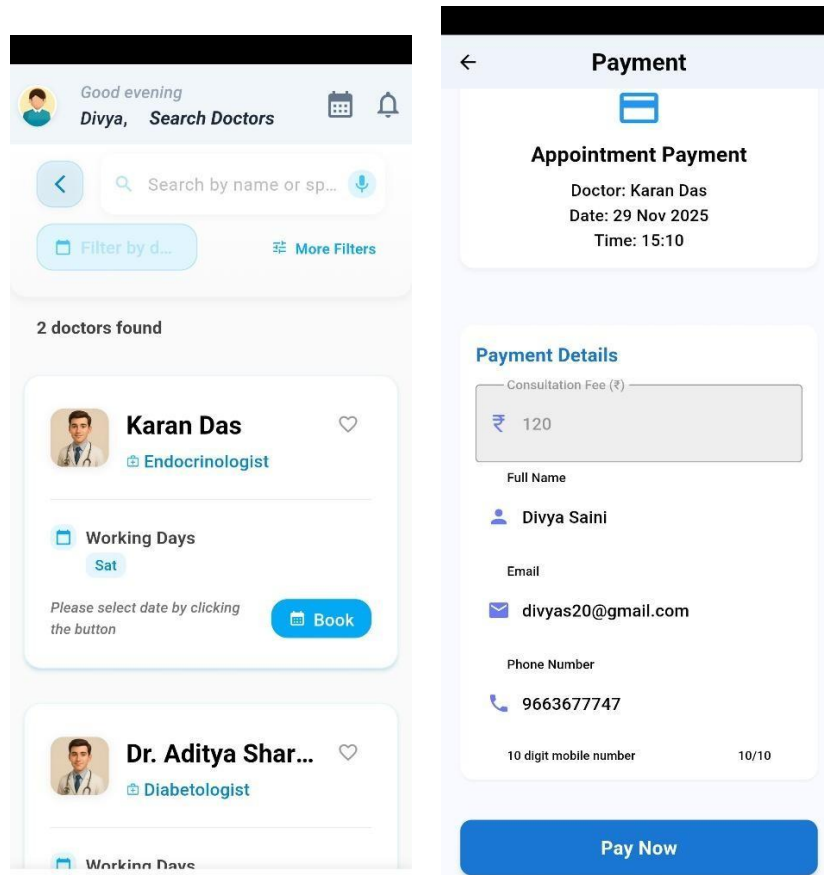 Good evening
Divya, Search Doctors
Search by name or sp...
Filter by d...
More Filters
2 doctors found
Karan Das
Endocrinologist
Working Days
Sat
Please select date by clicking
the button
Book
Dr. Aditya Shar...
Diabetologist
Working Days
Payment
Appointment Payment
Doctor: Karan Das
Date: 29 Nov 2025
Time: 15:10
Payment Details
Consultation Fee (₹)
₹ 120
Full Name
Divya Saini
Email
divyas20@gmail.com
Phone Number
9663677747
10 digit mobile number 10/10
Pay Now